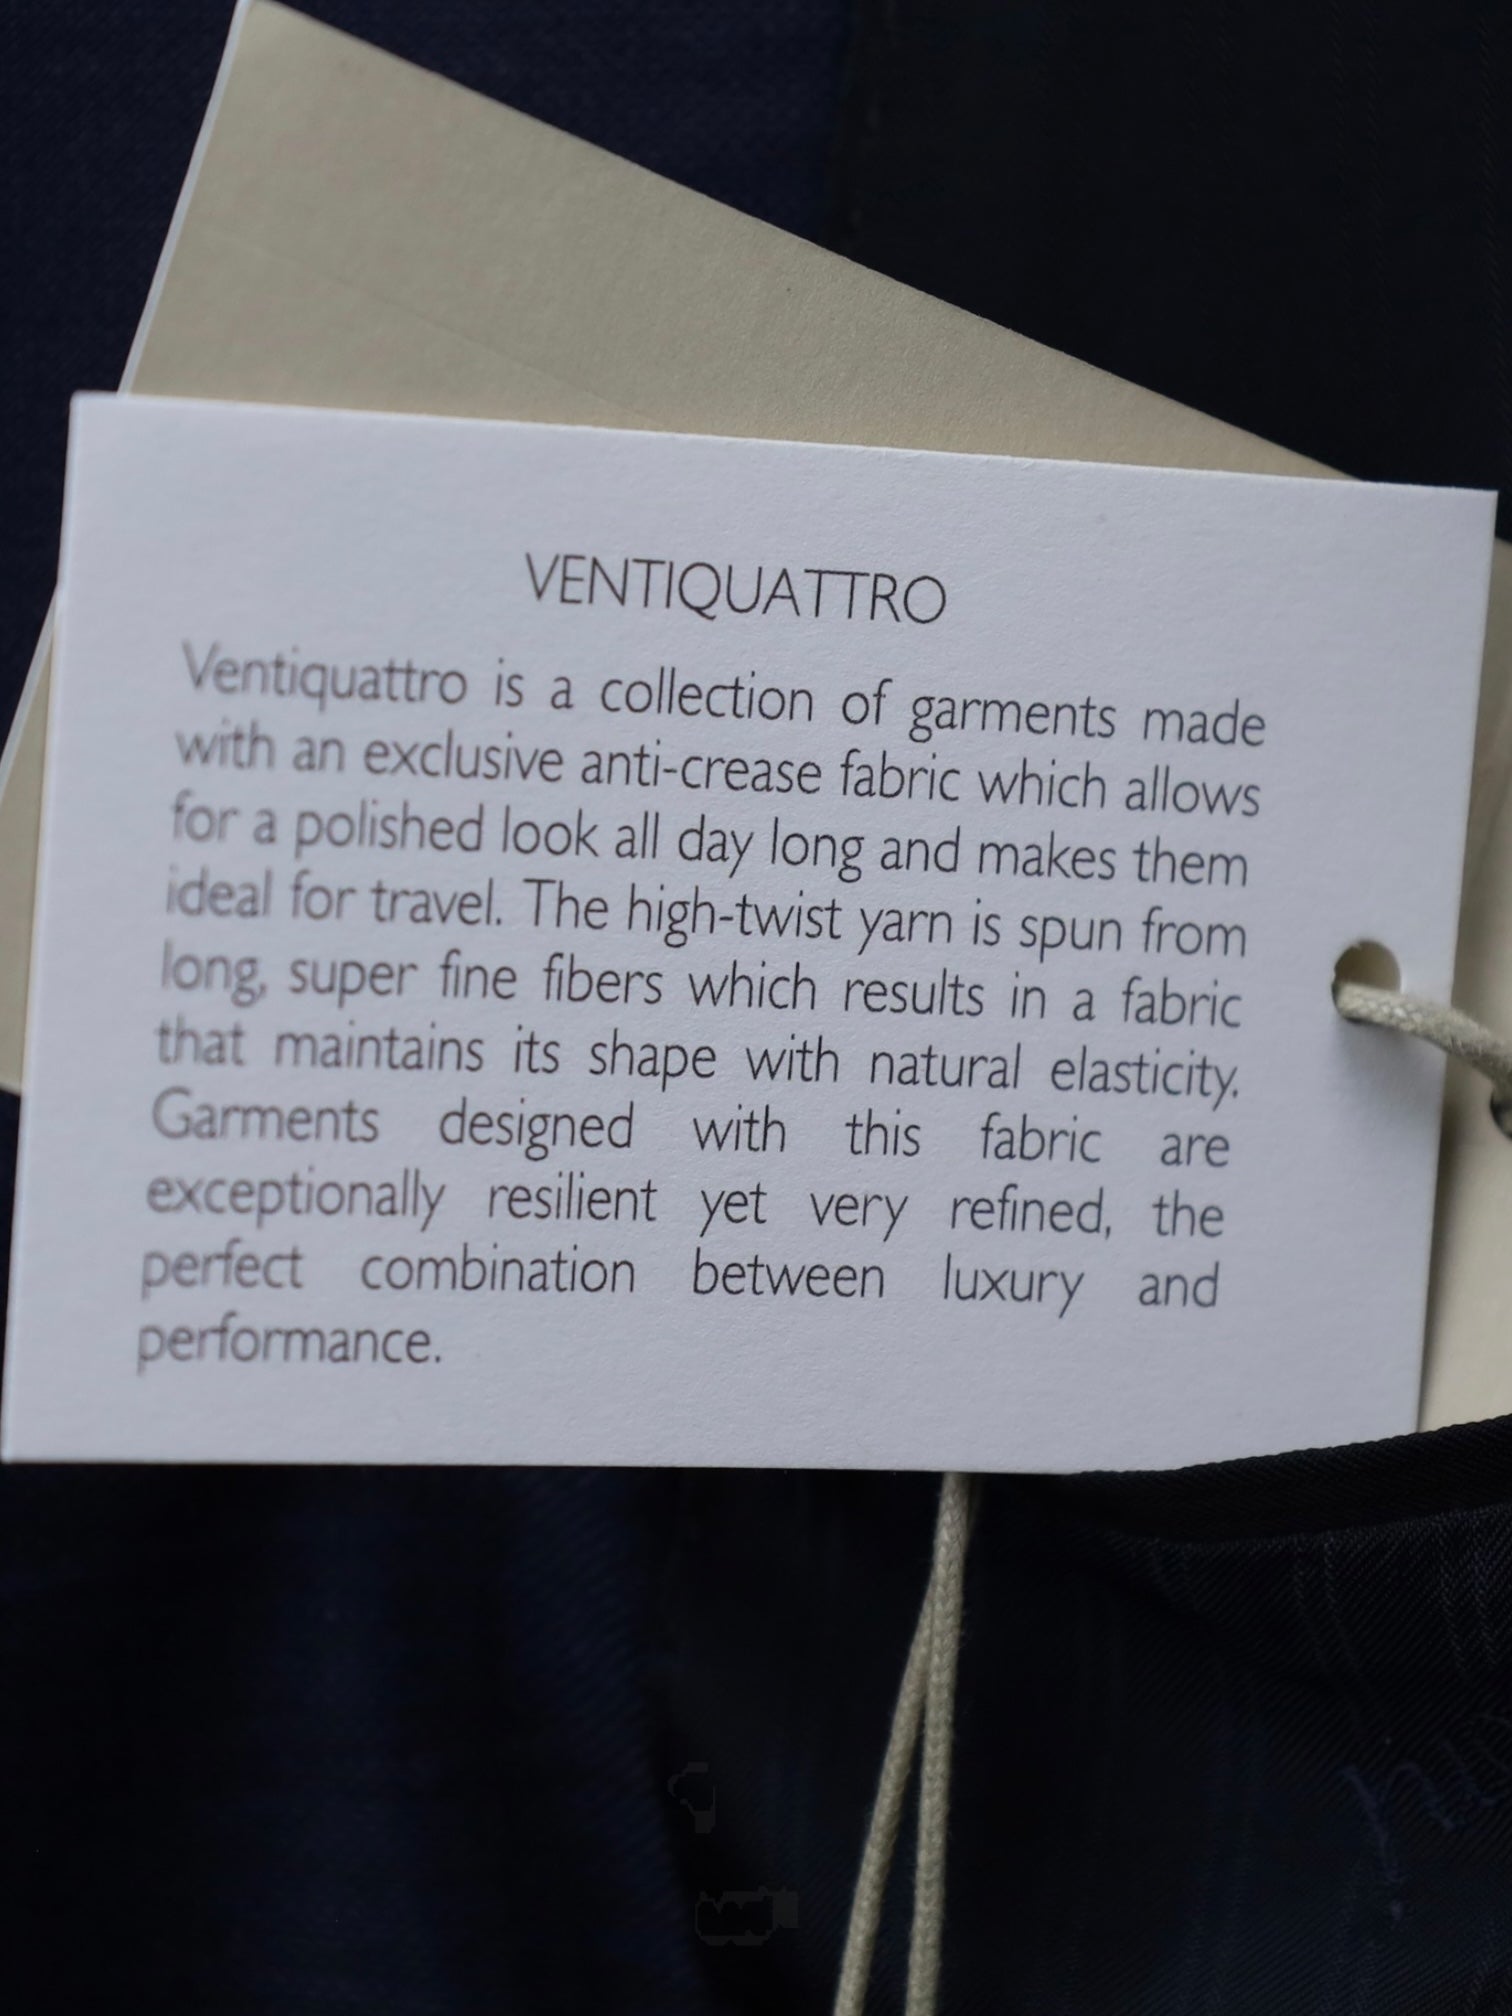 VENTIQUATTRO
Ventiquattro is a collection of garments made
with an exclusive anti-crease fabric which allows
for a polished look all day long and makes them
ideal for travel. The high-twist yarn is spun from
long, super fine fibers which results in a fabric
that maintains its shape with natural elasticity.
Garments designed with this fabric are
exceptionally resilient yet very refined, the
perfect combination between luxury and
performance.